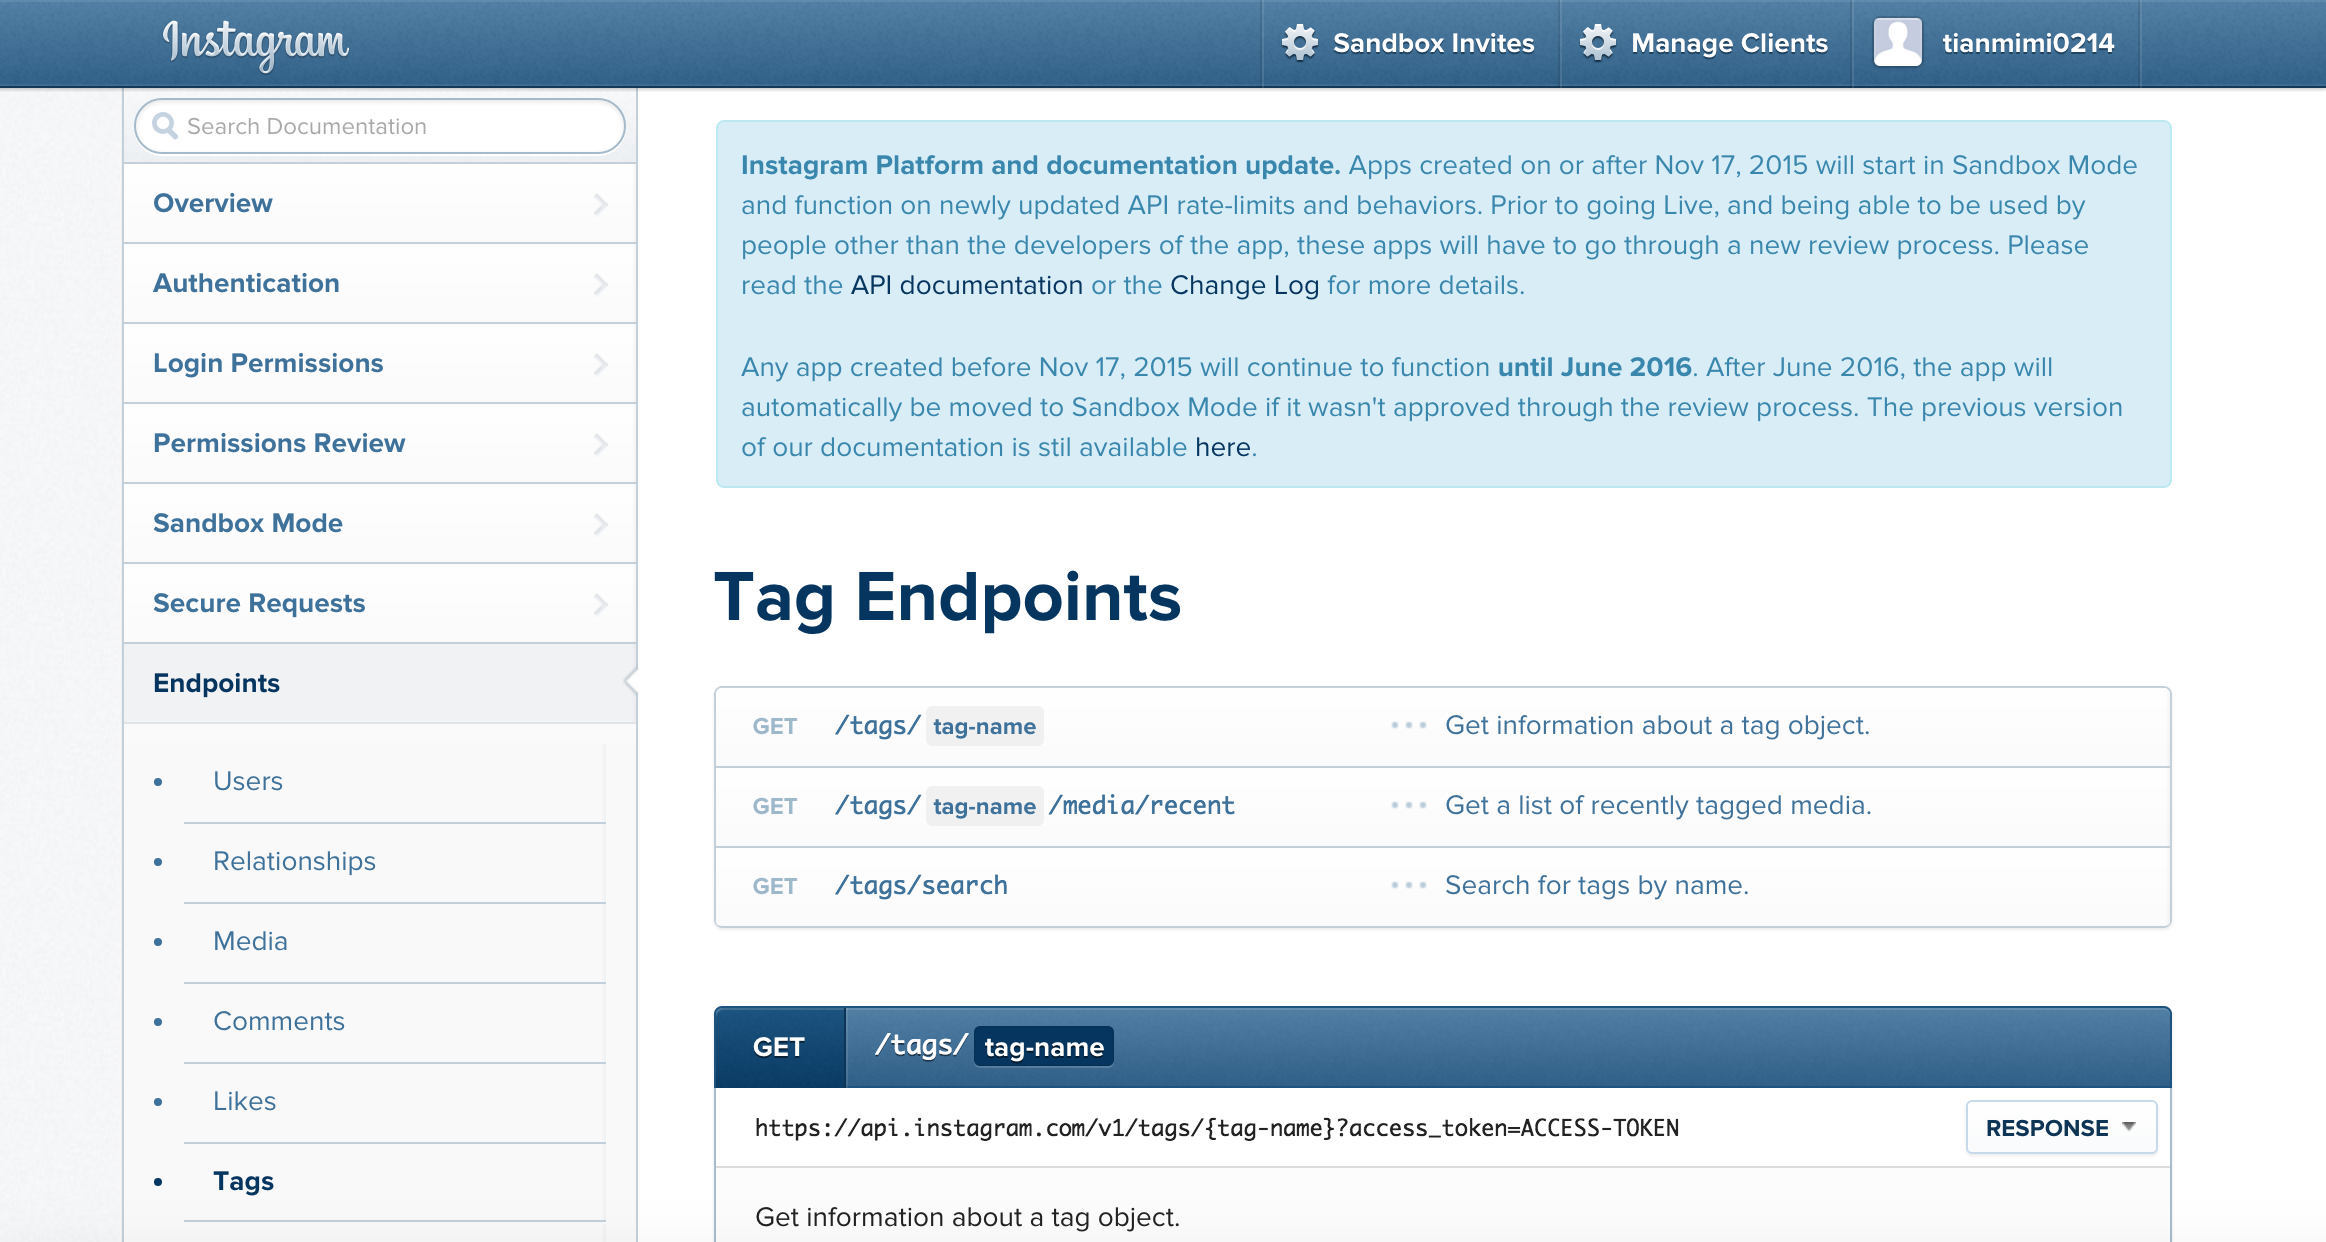 Instagram
Sandbox Invites
Manage Clients
tianmimi0214
Search Documentation
Overview
Authentication
Login Permissions
Permissions Review
Sandbox Mode
Secure Requests
Endpoints
• Users
• Relationships
• Media
• Comments
• Likes
• Tags
Instagram Platform and documentation update. Apps created on or after Nov 17, 2015 will start in Sandbox Mode
and function on newly updated API rate-limits and behaviors. Prior to going Live, and being able to be used by
people other than the developers of the app, these apps will have to go through a new review process. Please
read the API documentation or the Change Log for more details.
Any app created before Nov 17, 2015 will continue to function until June 2016. After June 2016, the app will
automatically be moved to Sandbox Mode if it wasn't approved through the review process. The previous version
of our documentation is stil available here.
Tag Endpoints
GET /tags/ tag-name ••• Get information about a tag object.
GET /tags/ tag-name /media/recent ••• Get a list of recently tagged media.
GET /tags/search ••• Search for tags by name.
GET /tags/ tag-name
https://api.instagram.com/v1/tags/{tag-name}?access_token=ACCESS-TOKEN
RESPONSE
Get information about a tag object.